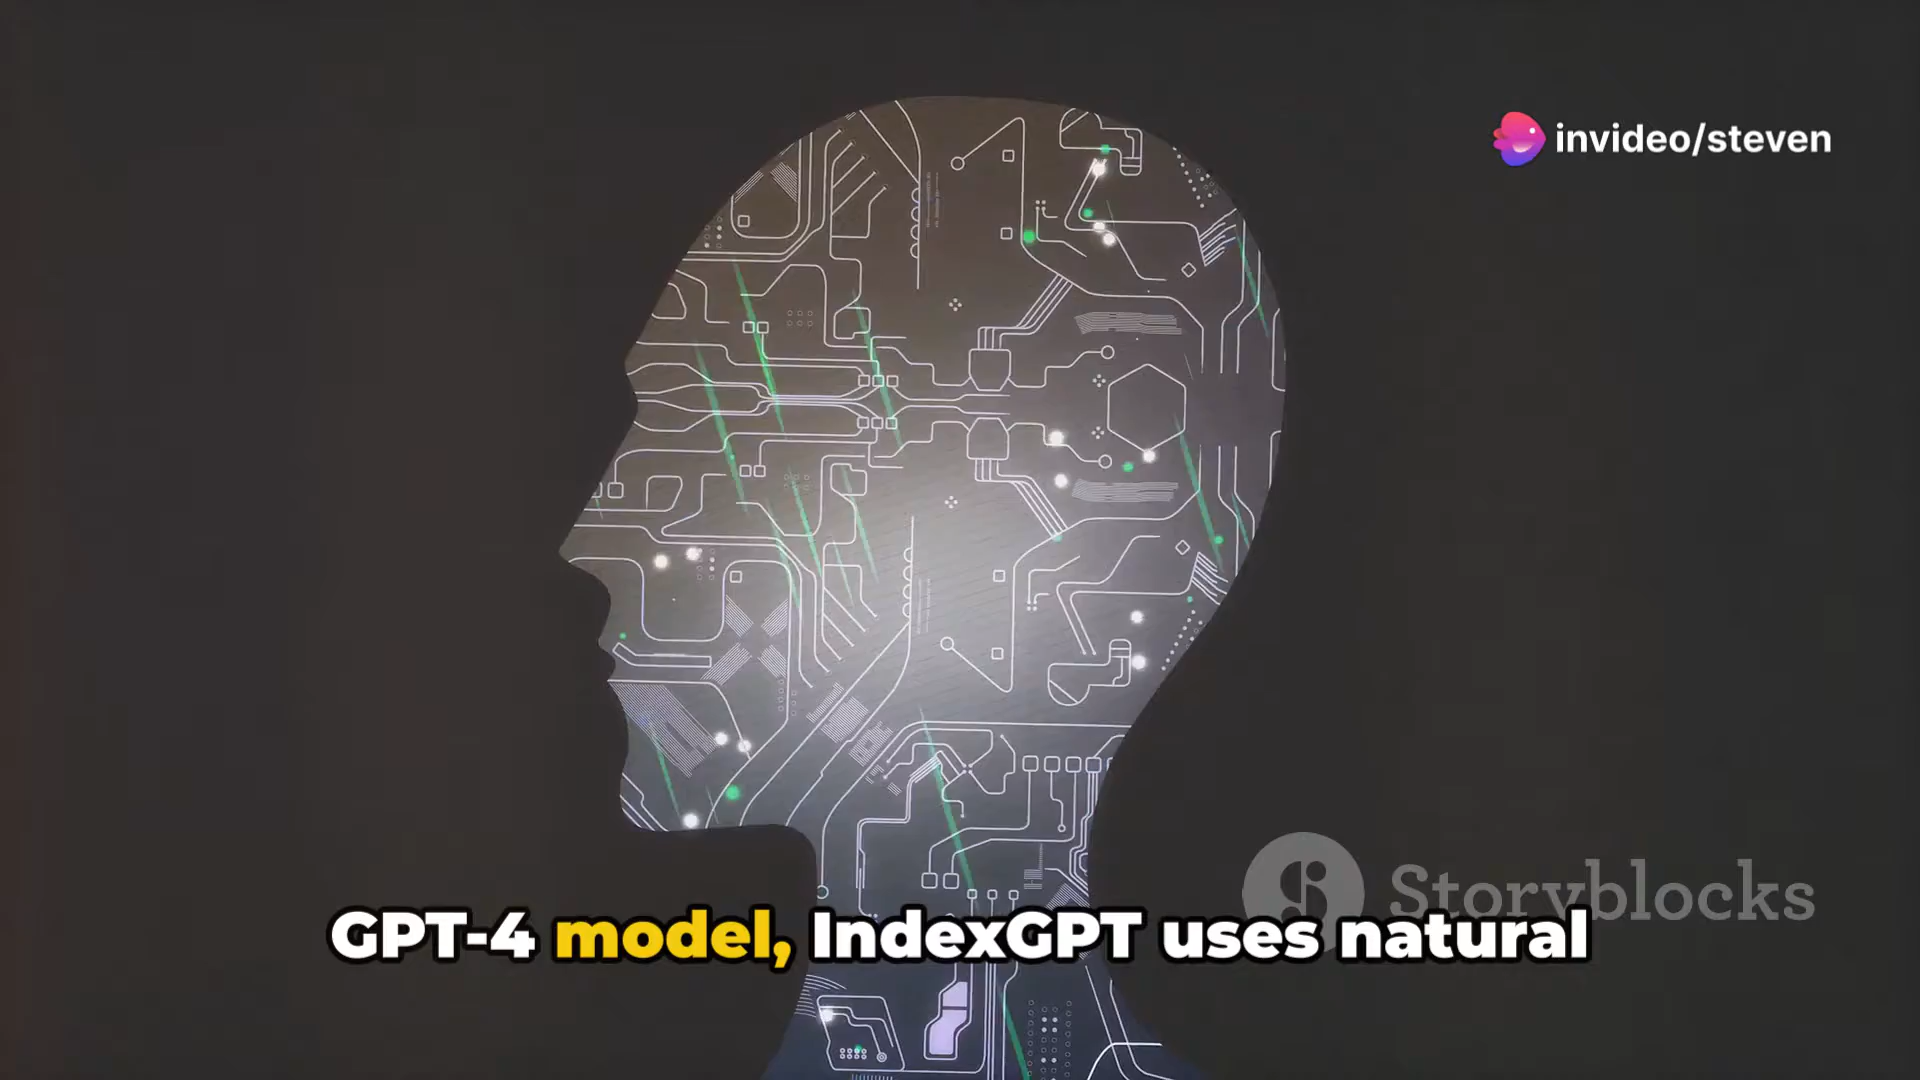 invideo/steven
Storyblocks
GPT-4 model, IndexGPT uses natural